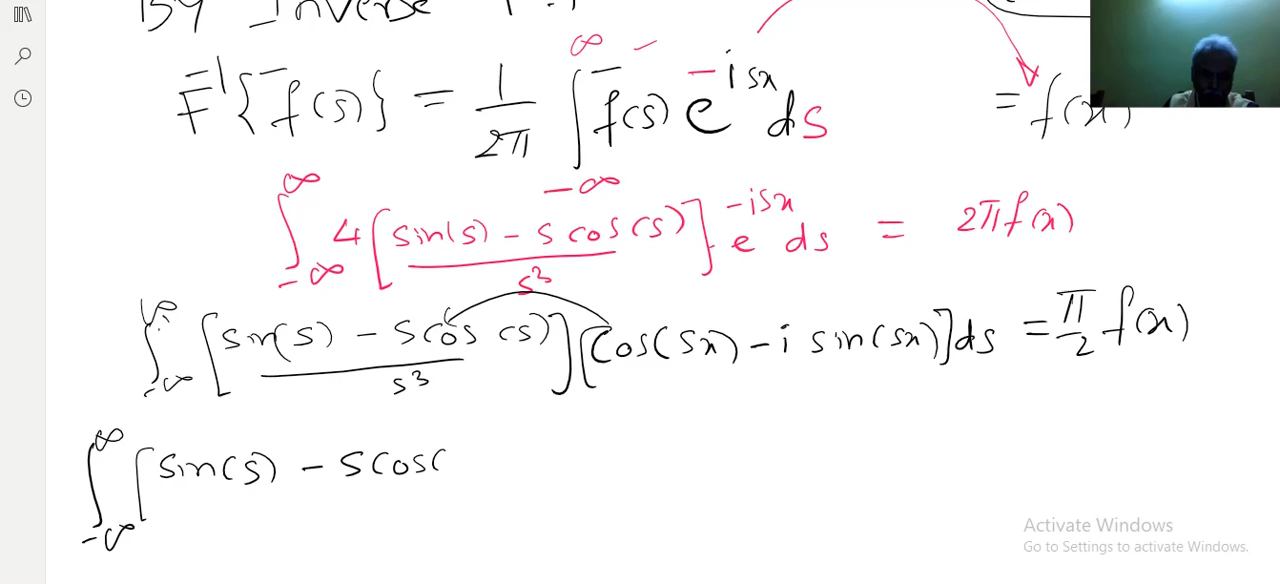 By Inverse F.T
F⁻¹{f̄(s)} = 1/2π ∫_{-∞}^{∞} f̄(s) e^{-isx} ds = f(x)
∫_{-∞}^{∞} 4[(sin(s) - s cos(s))/s³] e^{-isx} ds = 2π f(x)
∫_{-∞}^{∞} [(sin(s) - s cos(s))/s³][cos(sx) - i sin(sx)] ds = π/2 f(x)
∫_{-∞}^{∞} [sin(s) - s cos(
Activate Windows
Go to Settings to activate Windows.